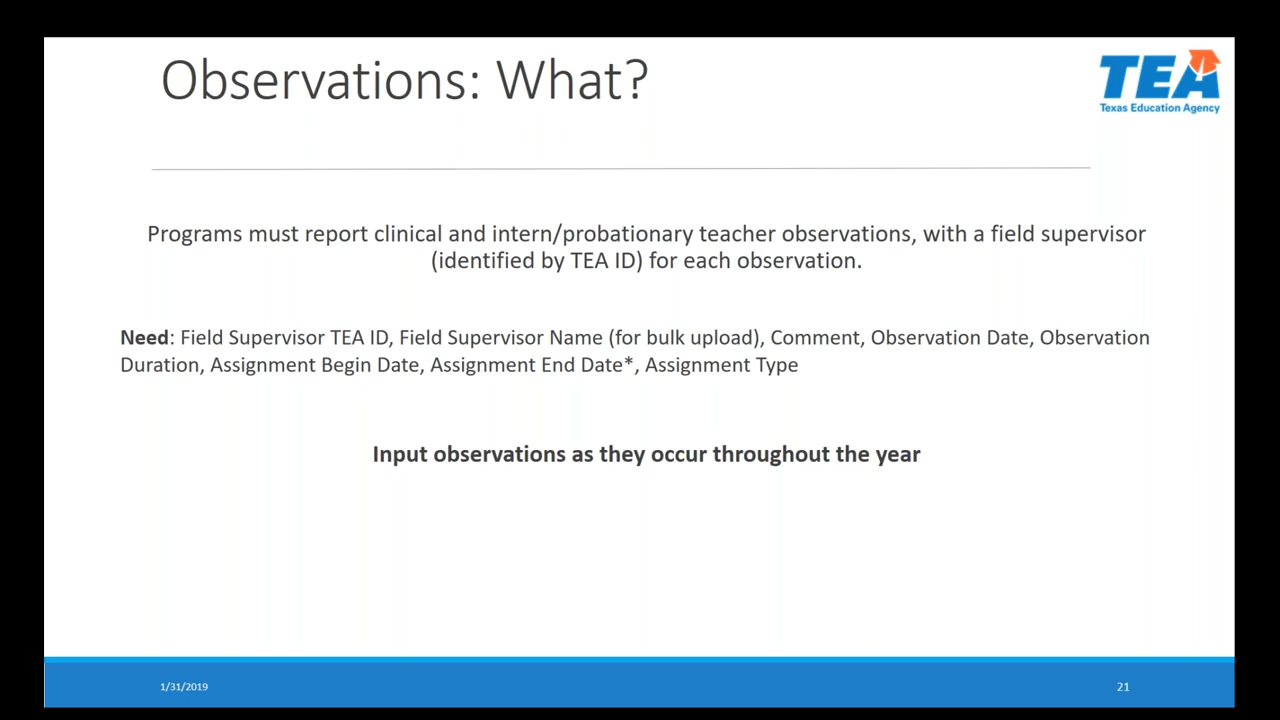 Observations: What?
TEA
Texas Education Agency
Programs must report clinical and intern/probationary teacher observations, with a field supervisor
(identified by TEA ID) for each observation.
Need: Field Supervisor TEA ID, Field Supervisor Name (for bulk upload), Comment, Observation Date, Observation
Duration, Assignment Begin Date, Assignment End Date*, Assignment Type
Input observations as they occur throughout the year
1/31/2019
21